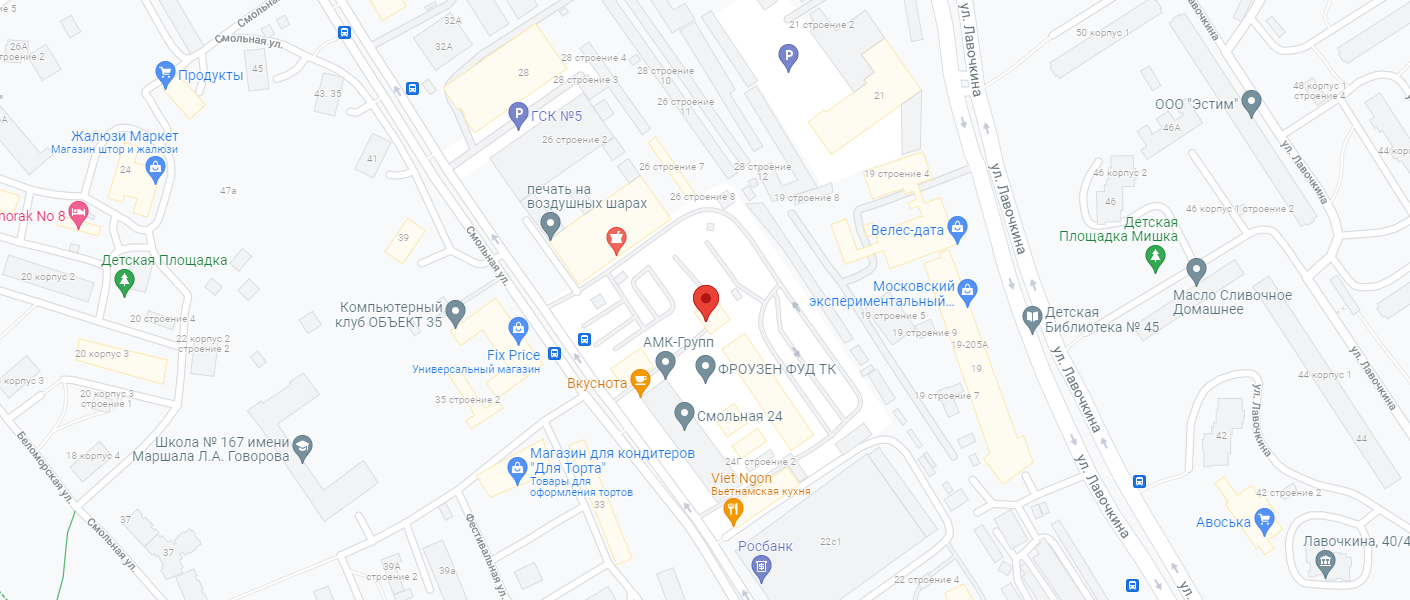 Смольная
Смольная ул.
32А
26А
троение 2
45
Продукты
43. 35
32А
28
28 строение 4
28 строение 3
28 строение
10
21 строение 2
21
ул. Лавочкина
50 корпус 1
48 корпус 1
строение 4
ООО "Эстим"
46А
ГСК №5
26 строение
11
26 строение 2
Жалюзи Маркет
Магазин штор и жалюзи
24
41
47а
26 строение 7
28 строение
12
19 строение 4
46 корпус 2
46
ул. Лавочкина
ул. Лавочкина
44 кор
печать на
воздушных шарах
26 строение 8
19 строение 8
46 корпус 1 строение 2
norak No 8
39
Смольная ул.
Велес-дата
Детская
Площадка Мишка
Детская Площадка
20 корпус 2
Московский
экспериментальный...
Масло Сливочное
Домашнее
Компьютерный
клуб ОБЪЕКТ 35
20 строение 4
19 строение 5
19 строение 9
19-205А
Детская
Библиотека № 45
22 корпус 2
строение 2
20 корпус 3
АМК-Групп
Fix Price
Универсальный магазин
ФРОУЗЕН ФУД ТК
19
корпус 3
Вкуснота
44 корпус 1
ул. Лавочкина
20 корпус 3
строение 1
35 строение 2
19 строение 7
ул. Лавочкина
ул. Лавочкина
Смольная 24
42
44
Школа № 167 имени
Маршала Л.А. Говорова
18 корпус 4
Беломорская ул.
Магазин для кондитеров
"Для Торта"
Товары для
оформления тортов
24Г строение 2
Viet Ngon
Вьетнамская кухня
33
ул. Лавочкина
42 строение 2
Авоська
37
Смольная ул.
37
Фестивальная ул.
Росбанк
22с1
Лавочкина, 40/4
39А
строение 2
39а
22 строение 4
ул.